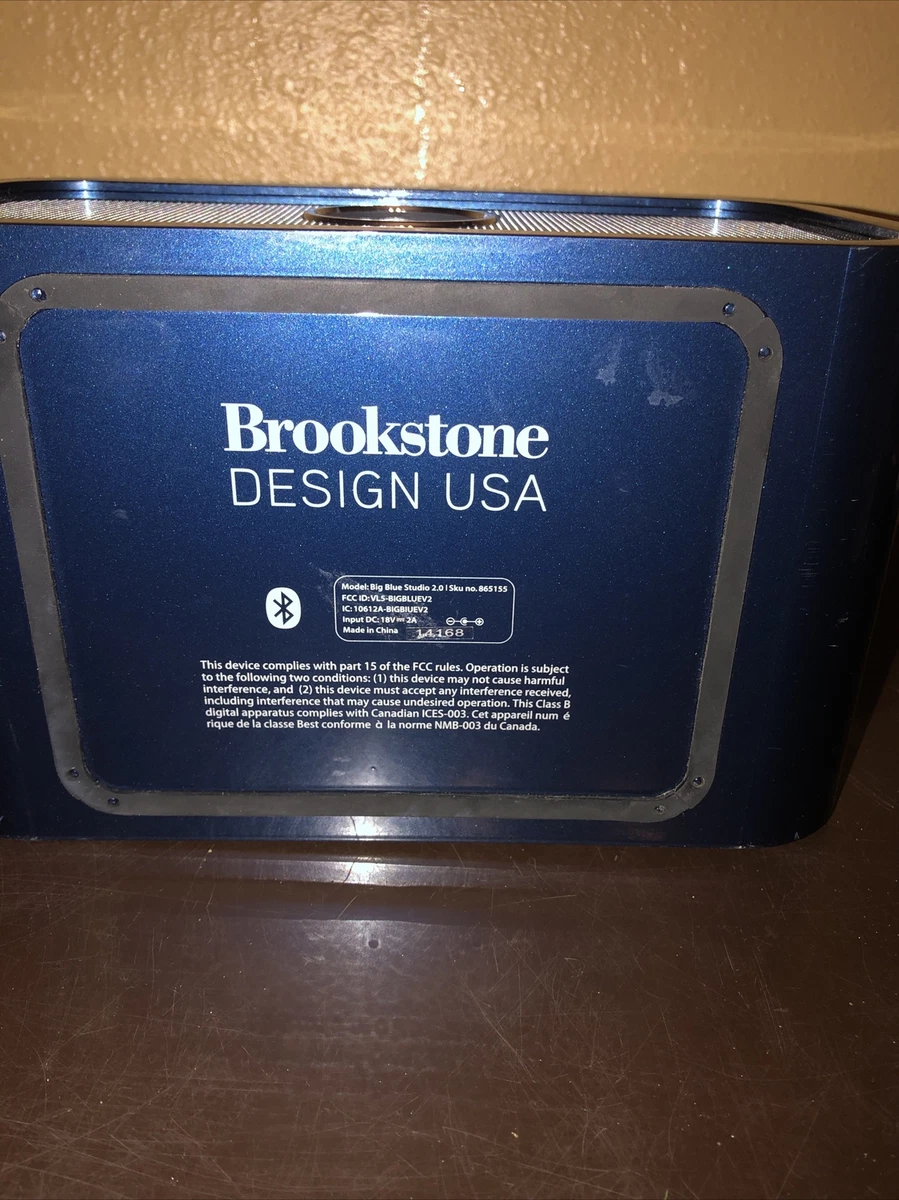 Brookstone
DESIGN USA
Model: Big Blue Studio 2.0 | Sku no. 865155
FCC ID: VL5-BIGBLUEV2
IC: 10612A-BIGBIUEV2
Input DC: 18V⎓2A
Made in China 14168
This device complies with part 15 of the FCC rules. Operation is subject
to the following two conditions: (1) this device may not cause harmful
interference, and (2) this device must accept any interference received,
including interference that may cause undesired operation. This Class B
digital apparatus complies with Canadian ICES-003. Cet appareil num é
rique de la classe Best conforme à la norme NMB-003 du Canada.